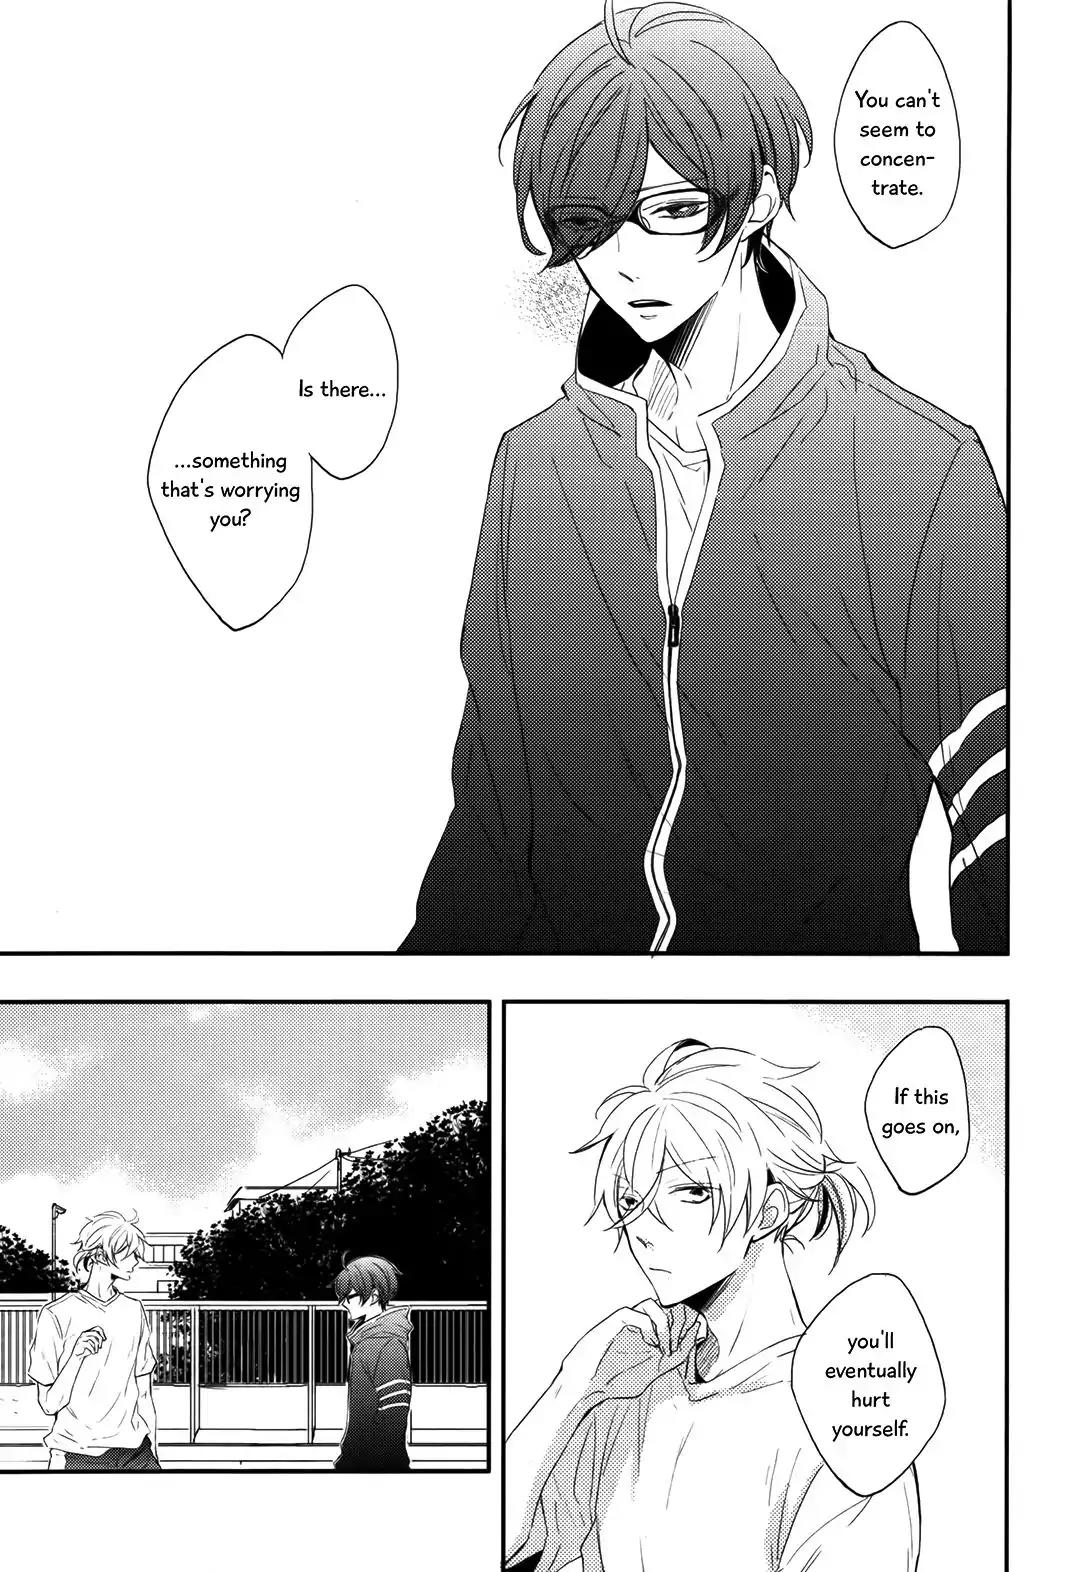 You can't
seem to
concen-
trate.
Is there...
...something
that's worrying
you?
If this
goes on,
you'll
eventually
hurt
yourself.